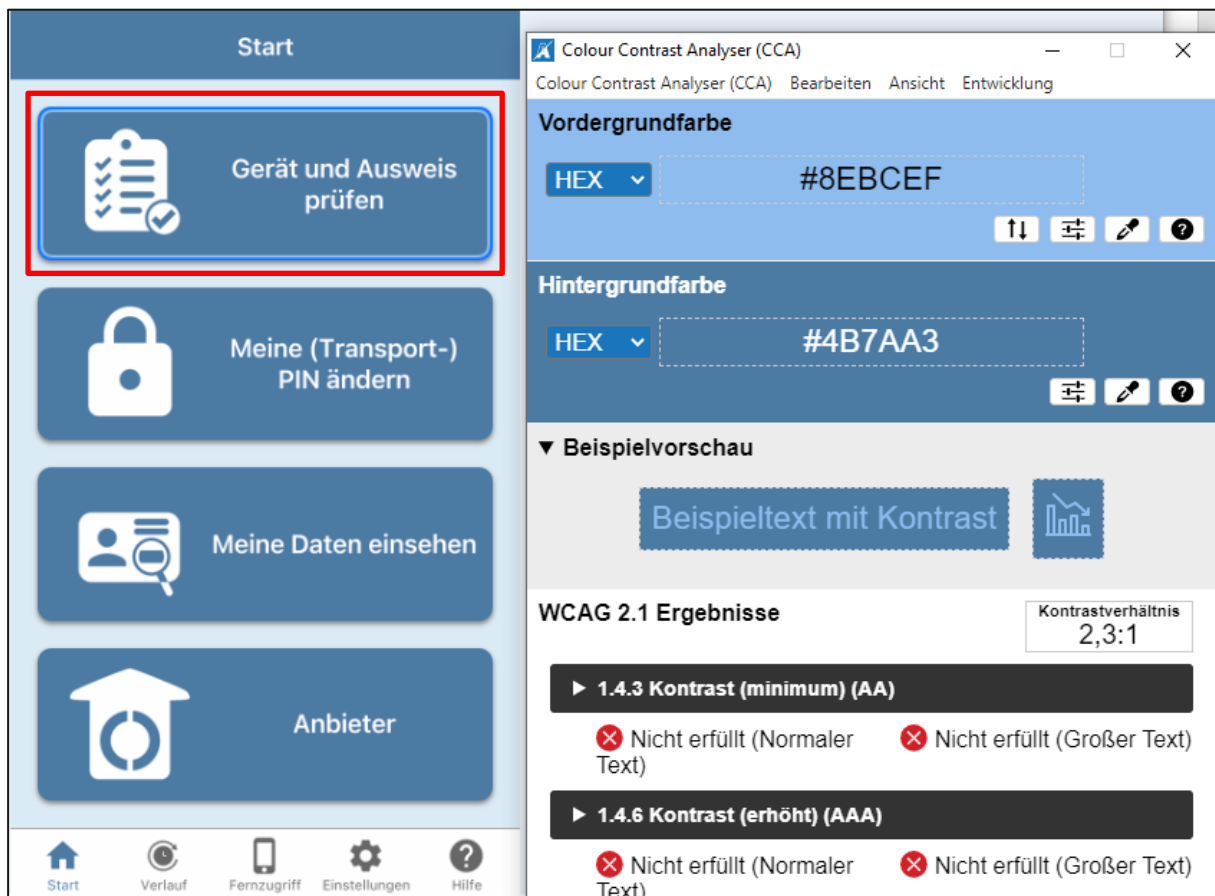 Start
Gerät und Ausweis
prüfen
Meine (Transport-)
PIN ändern
Meine Daten einsehen
Anbieter
Start
Verlauf
Fernzugriff
Einstellungen
Hilfe
Colour Contrast Analyser (CCA)
Colour Contrast Analyser (CCA) Bearbeiten Ansicht Entwicklung
Vordergrundfarbe
HEX #8EBCEF
Hintergrundfarbe
HEX #4B7AA3
▼ Beispielvorschau
Beispieltext mit Kontrast
WCAG 2.1 Ergebnisse
Kontrastverhältnis
2,3:1
▶ 1.4.3 Kontrast (minimum) (AA)
Nicht erfüllt (Normaler
Text)
Nicht erfüllt (Großer Text)
▶ 1.4.6 Kontrast (erhöht) (AAA)
Nicht erfüllt (Normaler
Text)
Nicht erfüllt (Großer Text)